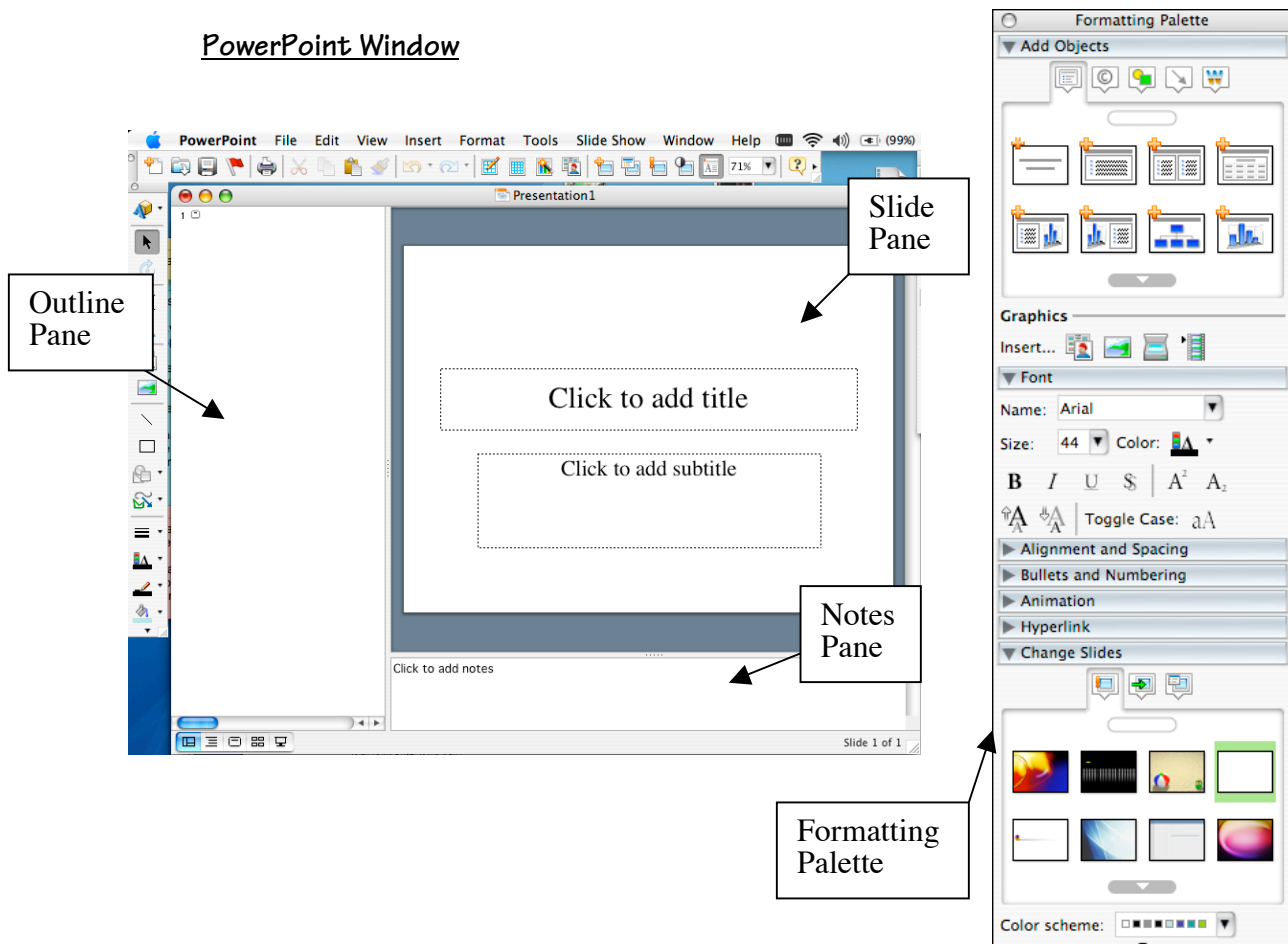 PowerPoint Window
PowerPoint File Edit View Insert Format Tools Slide Show Window Help (99%)
71%
Presentation1
1
Slide
Pane
Outline
Pane
Click to add title
Click to add subtitle
Notes
Pane
Click to add notes
Slide 1 of 1
Formatting
Palette
Formatting Palette
Add Objects
Graphics
Insert...
Font
Name: Arial
Size: 44 Color: A
B I U S A² A₂
A A Toggle Case: aA
Alignment and Spacing
Bullets and Numbering
Animation
Hyperlink
Change Slides
Color scheme: